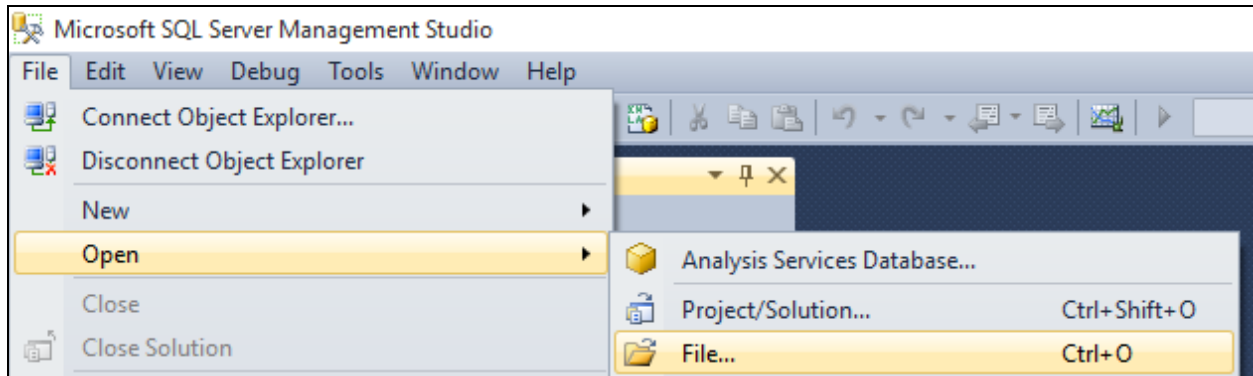 Microsoft SQL Server Management Studio
File Edit View Debug Tools Window Help
Connect Object Explorer...
Disconnect Object Explorer
New
Open
Analysis Services Database...
Close
Project/Solution... Ctrl+Shift+O
Close Solution
File... Ctrl+O